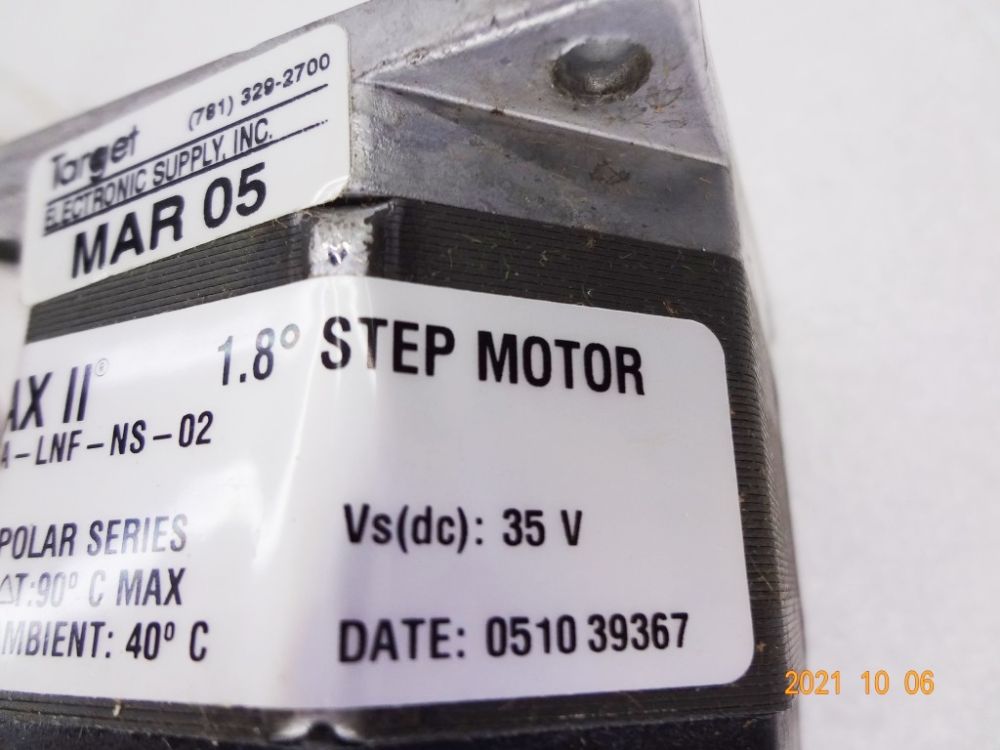 Target (781) 329-2700
ELECTRONIC SUPPLY, INC.
MAR 05
AX II® 1.8° STEP MOTOR
A-LNF-NS-02
POLAR SERIES
Vs(dc): 35 V
ΔT:90° C MAX
MBIENT: 40° C
DATE: 0510 39367
2021 10 06